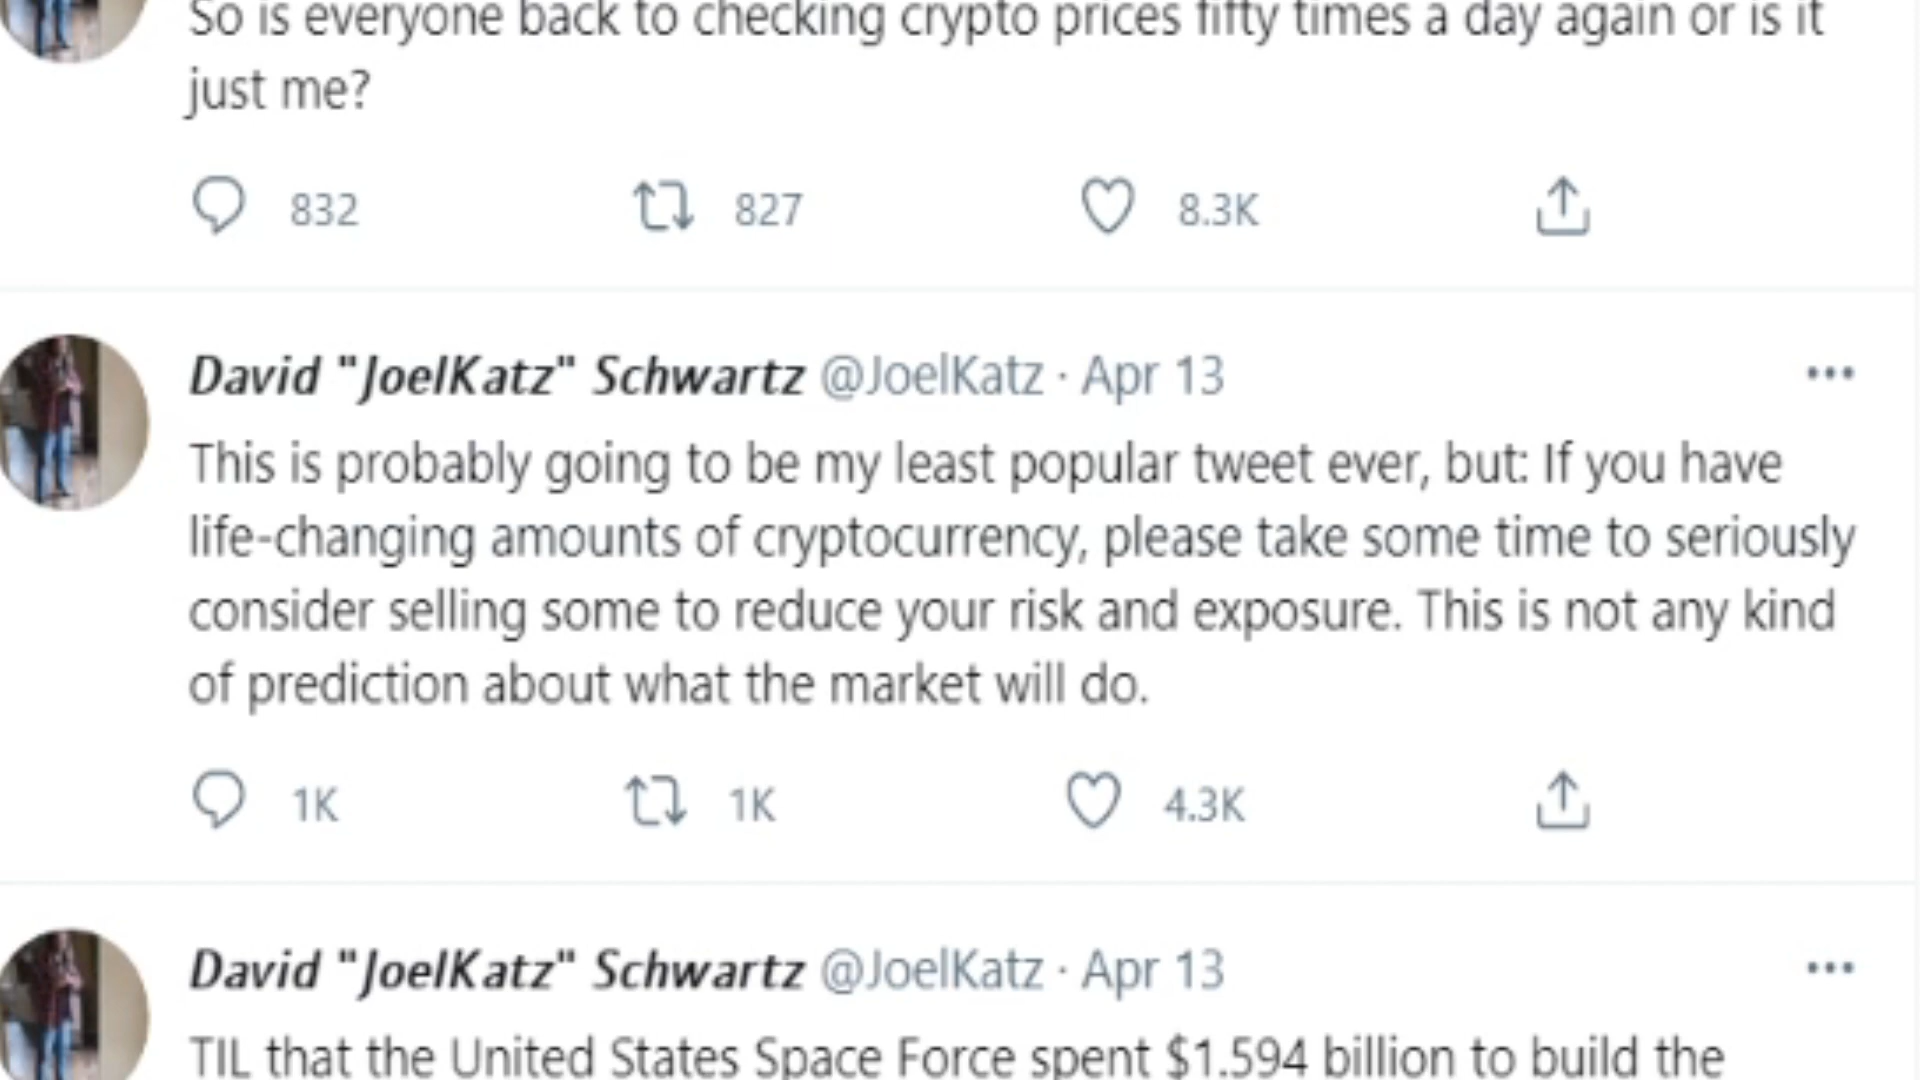 So is everyone back to checking crypto prices fifty times a day again or is it
just me?
832 827 8.3K
David "JoelKatz" Schwartz @JoelKatz · Apr 13 •••
This is probably going to be my least popular tweet ever, but: If you have
life-changing amounts of cryptocurrency, please take some time to seriously
consider selling some to reduce your risk and exposure. This is not any kind
of prediction about what the market will do.
1K 1K 4.3K
David "JoelKatz" Schwartz @JoelKatz · Apr 13 •••
TIL that the United States Space Force spent $1.594 billion to build the